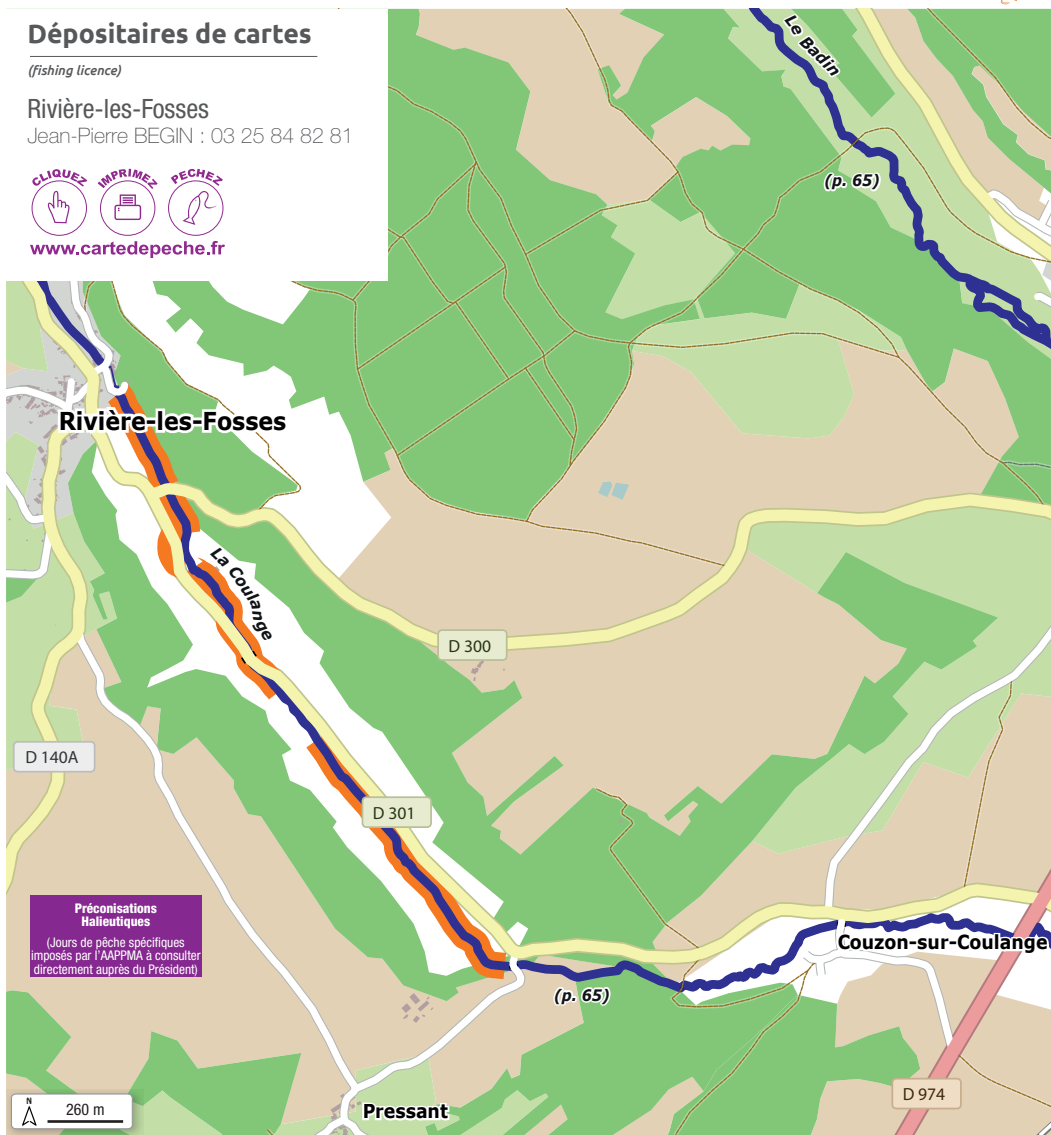 Dépositaires de cartes
(fishing licence)
Rivière-les-Fosses
Jean-Pierre BEGIN : 03 25 84 82 81
CLIQUEZ IMPRIMEZ PECHEZ
www.cartedepeche.fr
Le Badin
(p. 65)
Rivière-les-Fosses
La Coulange
D 300
D 140A
D 301
Préconisations
Halieutiques
(Jours de pêche spécifiques
imposés par l'AAPPMA à consulter
directement auprès du Président)
Couzon-sur-Coulange
(p. 65)
D 974
N
260 m
Pressant